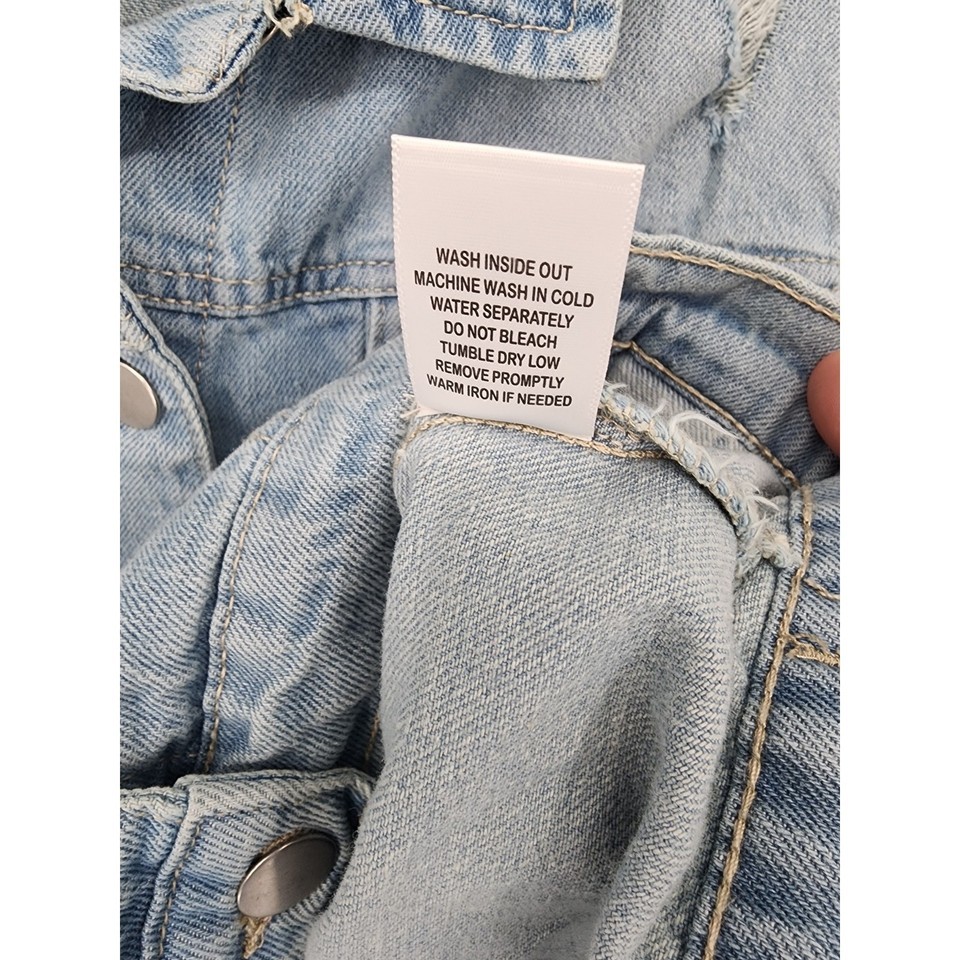 WASH INSIDE OUT
MACHINE WASH IN COLD
WATER SEPARATELY
DO NOT BLEACH
TUMBLE DRY LOW
REMOVE PROMPTLY
WARM IRON IF NEEDED